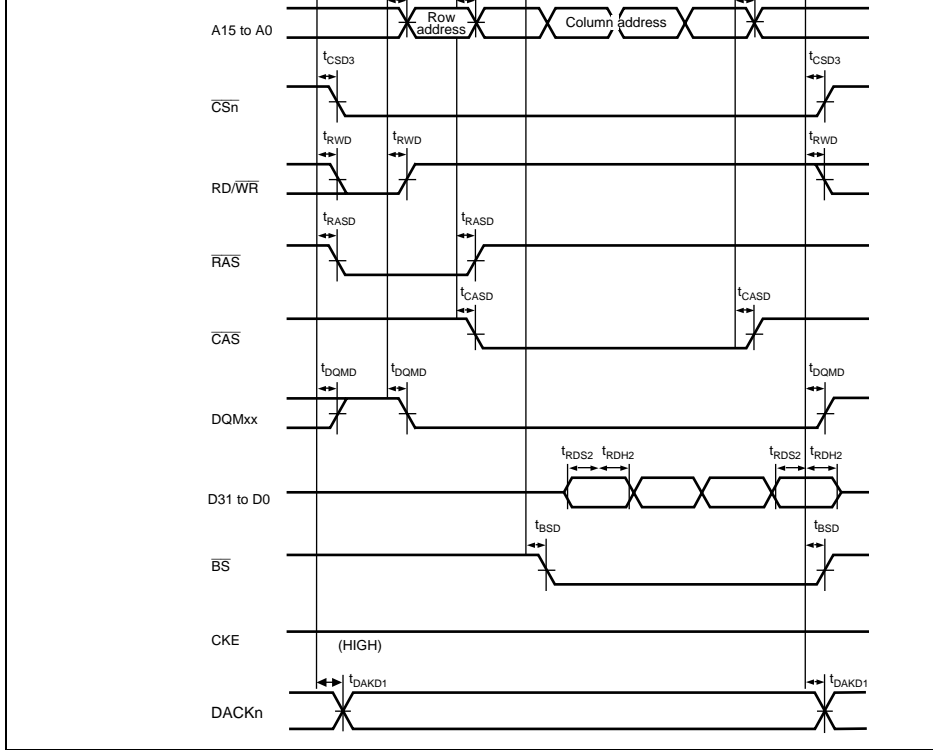 A15 to A0
Row
address
Column address
tCSD3
tCSD3
CSn
tRWD
tRWD
tRWD
RD/WR
tRASD
tRASD
RAS
tCASD
tCASD
CAS
tDQMD
tDQMD
tDQMD
DQMxx
tRDS2 tRDH2
tRDS2 tRDH2
D31 to D0
tBSD
tBSD
BS
CKE
(HIGH)
tDAKD1
tDAKD1
DACKn